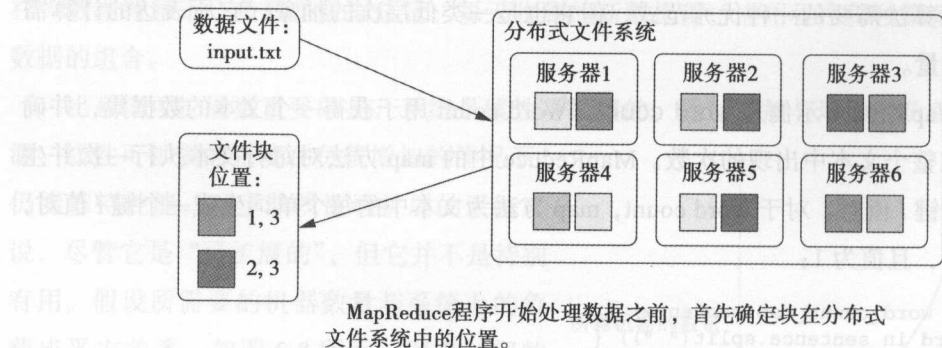 数据文件：
input.txt
分布式文件系统
服务器1
服务器2
服务器3
服务器4
服务器5
服务器6
文件块
位置：
1, 3
2, 3
MapReduce程序开始处理数据之前，首先确定块在分布式
文件系统中的位置。